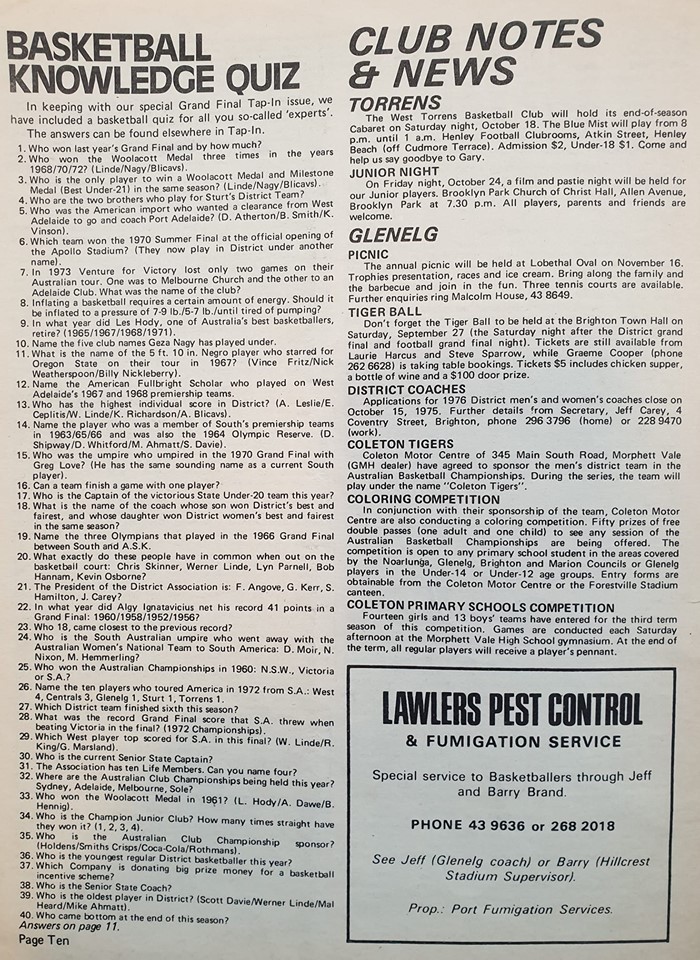 BASKETBALL
KNOWLEDGE QUIZ
In keeping with our special Grand Final Tap-In issue, we
have included a basketball quiz for all you so-called 'experts'.
The answers can be found elsewhere in Tap-In.
1. Who won last year's Grand Final and by how much?
2. Who won the Woolacott Medal three times in the years
1968/70/72? (Linde/Nagy/Blicavs).
3. Who is the only player to win a Woolacott Medal and Milestone
Medal (Best Under-21) in the same season? (Linde/Nagy/Blicavs).
4. Who are the two brothers who play for Sturt's District Team?
5. Who was the American import who wanted a clearance from West
Adelaide to go and coach Port Adelaide? (D. Atherton/B. Smith/K.
Vinson).
6. Which team won the 1970 Summer Final at the official opening of
the Apollo Stadium? (They now play in District under another
name).
7. In 1973 Venture for Victory lost only two games on their
Australian tour. One was to Melbourne Church and the other to an
Adelaide Club. What was the name of the club?
8. Inflating a basketball requires a certain amount of energy. Should it
be inflated to a pressure of 7-9 lb./5-7 lb./until tired of pumping?
9. In what year did Les Hody, one of Australia's best basketballers,
retire? (1965/1967/1968/1971).
10. Name the five club names Geza Nagy has played under.
11. What is the name of the 5 ft. 10 in. Negro player who starred for
Oregon State on their tour in 1967? (Vince Fritz/Nick
Weatherspoon/Billy Nickleberry).
12. Name the American Fullbright Scholar who played on West
Adelaide's 1967 and 1968 premiership teams.
13. Who has the highest individual score in District? (A. Leslie/E.
Ceplitis/W. Linde/K. Richardson/A. Blicavs).
14. Name the player who was a member of South's premiership teams
in 1963/65/66 and was also the 1964 Olympic Reserve. (D.
Shipway/D. Whitford/M. Ahmatt/S. Davie).
15. Who was the umpire who umpired in the 1970 Grand Final with
Greg Love? (He has the same sounding name as a current South
player).
16. Can a team finish a game with one player?
17. Who is the Captain of the victorious State Under-20 team this year?
18. What is the name of the coach whose son won District's best and
fairest, and whose daughter won District women's best and fairest
in the same season?
19. Name the three Olympians that played in the 1966 Grand Final
between South and A.S.K.
20. What exactly do these people have in common when out on the
basketball court: Chris Skinner, Werner Linde, Lyn Parnell, Bob
Hannam, Kevin Osborne?
21. The President of the District Association is: F. Angove, G. Kerr, S.
Hamilton, J. Carey?
22. In what year did Algy Ignatavicius net his record 41 points in a
Grand Final: 1960/1958/1952/1956?
23. Who 18, came closest to the previous record?
24. Who is the South Australian umpire who went away with the
Australian Women's National Team to South America: D. Moir, N.
Nixon, M. Hemmerling?
25. Who won the Australian Championships in 1960: N.S.W., Victoria
or S.A.?
26. Name the ten players who toured America in 1972 from S.A.: West
4, Centrals 3, Glenelg 1, Sturt 1, Torrens 1.
27. Which District team finished sixth this season?
28. What was the record Grand Final score that S.A. threw when
beating Victoria in the final? (1972 Championships).
29. Which West player top scored for S.A. in this final? (W. Linde/R.
King/G. Marsland).
30. Who is the current Senior State Captain?
31. The Association has ten Life Members. Can you name four?
32. Where are the Australian Club Championships being held this year?
Sydney, Adelaide, Melbourne, Sole?
33. Who won the Woolacott Medal in 1961? (L. Hody/A. Dawe/B.
Hennig).
34. Who is the Champion Junior Club? How many times straight have
they won it? (1, 2, 3, 4).
35. Who is the Australian Club Championship sponsor?
(Holdens/Smiths Crisps/Coca-Cola/Rothmans).
36. Who is the youngest regular District basketballer this year?
37. Which Company is donating big prize money for a basketball
incentive scheme?
38. Who is the Senior State Coach?
39. Who is the oldest player in District? (Scott Davie/Werner Linde/Mal
Heard/Mike Ahmatt).
40. Who came bottom at the end of this season?
Answers on page 11.
Page Ten
CLUB NOTES
& NEWS
TORRENS
The West Torrens Basketball Club will hold its end-of-season
Cabaret on Saturday night, October 18. The Blue Mist will play from 8
p.m. until 1 a.m. Henley Football Clubrooms, Atkin Street, Henley
Beach (off Cudmore Terrace). Admission $2, Under-18 $1. Come and
help us say goodbye to Gary.
JUNIOR NIGHT
On Friday night, October 24, a film and pastie night will be held for
our Junior players. Brooklyn Park Church of Christ Hall, Allen Avenue,
Brooklyn Park at 7.30 p.m. All players, parents and friends are
welcome.
GLENELG
PICNIC
The annual picnic will be held at Lobethal Oval on November 16.
Trophies presentation, races and ice cream. Bring along the family and
the barbecue and join in the fun. Three tennis courts are available.
Further enquiries ring Malcolm House, 43 8649.
TIGER BALL
Don't forget the Tiger Ball to be held at the Brighton Town Hall on
Saturday, September 27 (the Saturday night after the District grand
final and football grand final night). Tickets are still available from
Laurie Harcus and Steve Sparrow, while Graeme Cooper (phone
262 6628) is taking table bookings. Tickets $5 includes chicken supper,
a bottle of wine and a $100 door prize.
DISTRICT COACHES
Applications for 1976 District men's and women's coaches close on
October 15, 1975. Further details from Secretary, Jeff Carey, 4
Coventry Street, Brighton, phone 296 3796 (home) or 228 9470
(work).
COLETON TIGERS
Coleton Motor Centre of 345 Main South Road, Morphett Vale
(GMH dealer) have agreed to sponsor the men's district team in the
Australian Basketball Championships. During the series, the team will
play under the name "Coleton Tigers".
COLORING COMPETITION
In conjunction with their sponsorship of the team, Coleton Motor
Centre are also conducting a coloring competition. Fifty prizes of free
double passes (one adult and one child) to see any session of the
Australian Basketball Championships are being offered. The
competition is open to any primary school student in the areas covered
by the Noarlunga, Glenelg, Brighton and Marion Councils or Glenelg
players in the Under-14 or Under-12 age groups. Entry forms are
obtainable from the Coleton Motor Centre or the Forestville Stadium
canteen.
COLETON PRIMARY SCHOOLS COMPETITION
Fourteen girls and 13 boys' teams have entered for the third term
season of this competition. Games are conducted each Saturday
afternoon at the Morphett Vale High School gymnasium. At the end of
the term, all regular players will receive a player's pennant.
LAWLERS PEST CONTROL
& FUMIGATION SERVICE
Special service to Basketballers through Jeff
and Barry Brand.
PHONE 43 9636 or 268 2018
See Jeff (Glenelg coach) or Barry (Hillcrest
Stadium Supervisor).
Prop.: Port Fumigation Services.